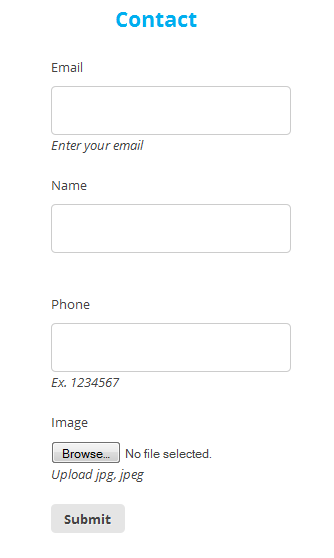 Contact
Email
Enter your email
Name
Phone
Ex. 1234567
Image
Browse... No file selected.
Upload jpg, jpeg
Submit